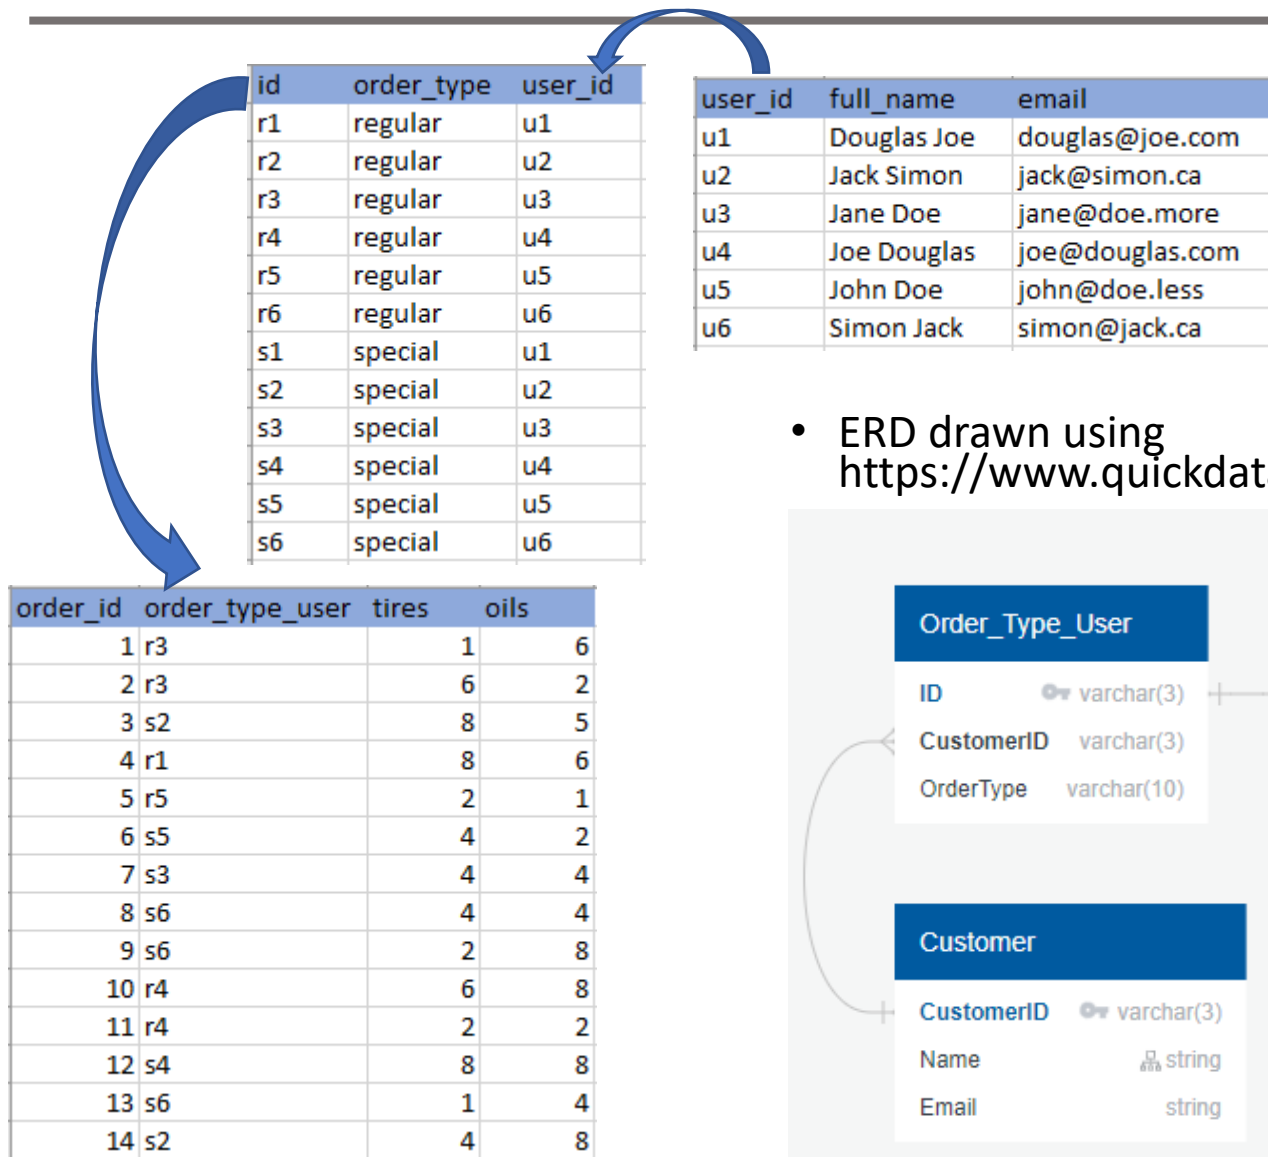 id order_type user_id
r1 regular u1
r2 regular u2
r3 regular u3
r4 regular u4
r5 regular u5
r6 regular u6
s1 special u1
s2 special u2
s3 special u3
s4 special u4
s5 special u5
s6 special u6
user_id full_name email
u1 Douglas Joe douglas@joe.com
u2 Jack Simon jack@simon.ca
u3 Jane Doe jane@doe.more
u4 Joe Douglas joe@douglas.com
u5 John Doe john@doe.less
u6 Simon Jack simon@jack.ca
• ERD drawn using
https://www.quickdata
order_id order_type_user tires oils
1 r3 1 6
2 r3 6 2
3 s2 8 5
4 r1 8 6
5 r5 2 1
6 s5 4 2
7 s3 4 4
8 s6 4 4
9 s6 2 8
10 r4 6 8
11 r4 2 2
12 s4 8 8
13 s6 1 4
14 s2 4 8
Order_Type_User
ID varchar(3)
CustomerID varchar(3)
OrderType varchar(10)
Customer
CustomerID varchar(3)
Name string
Email string